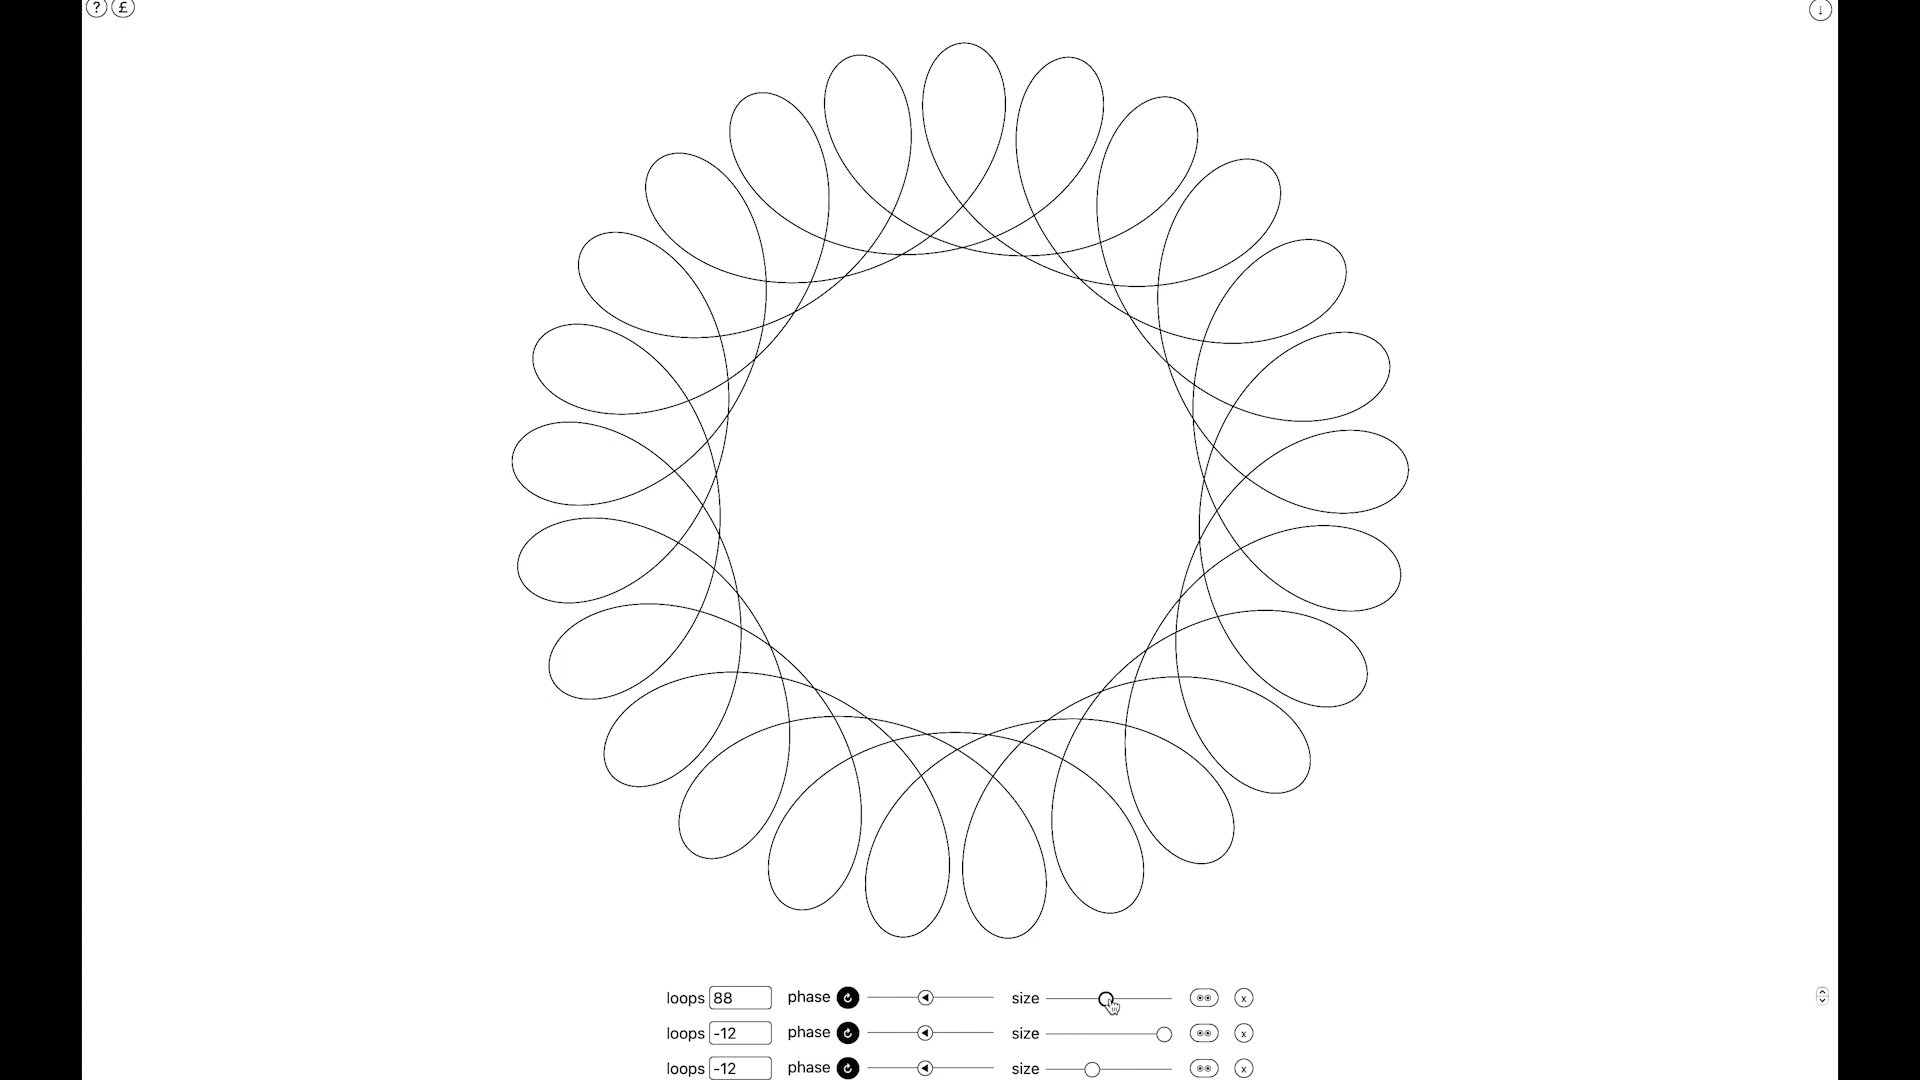 ? £ ↓
loops 88 phase ↻ size x
loops -12 phase ↻ size x
loops -12 phase ↻ size x